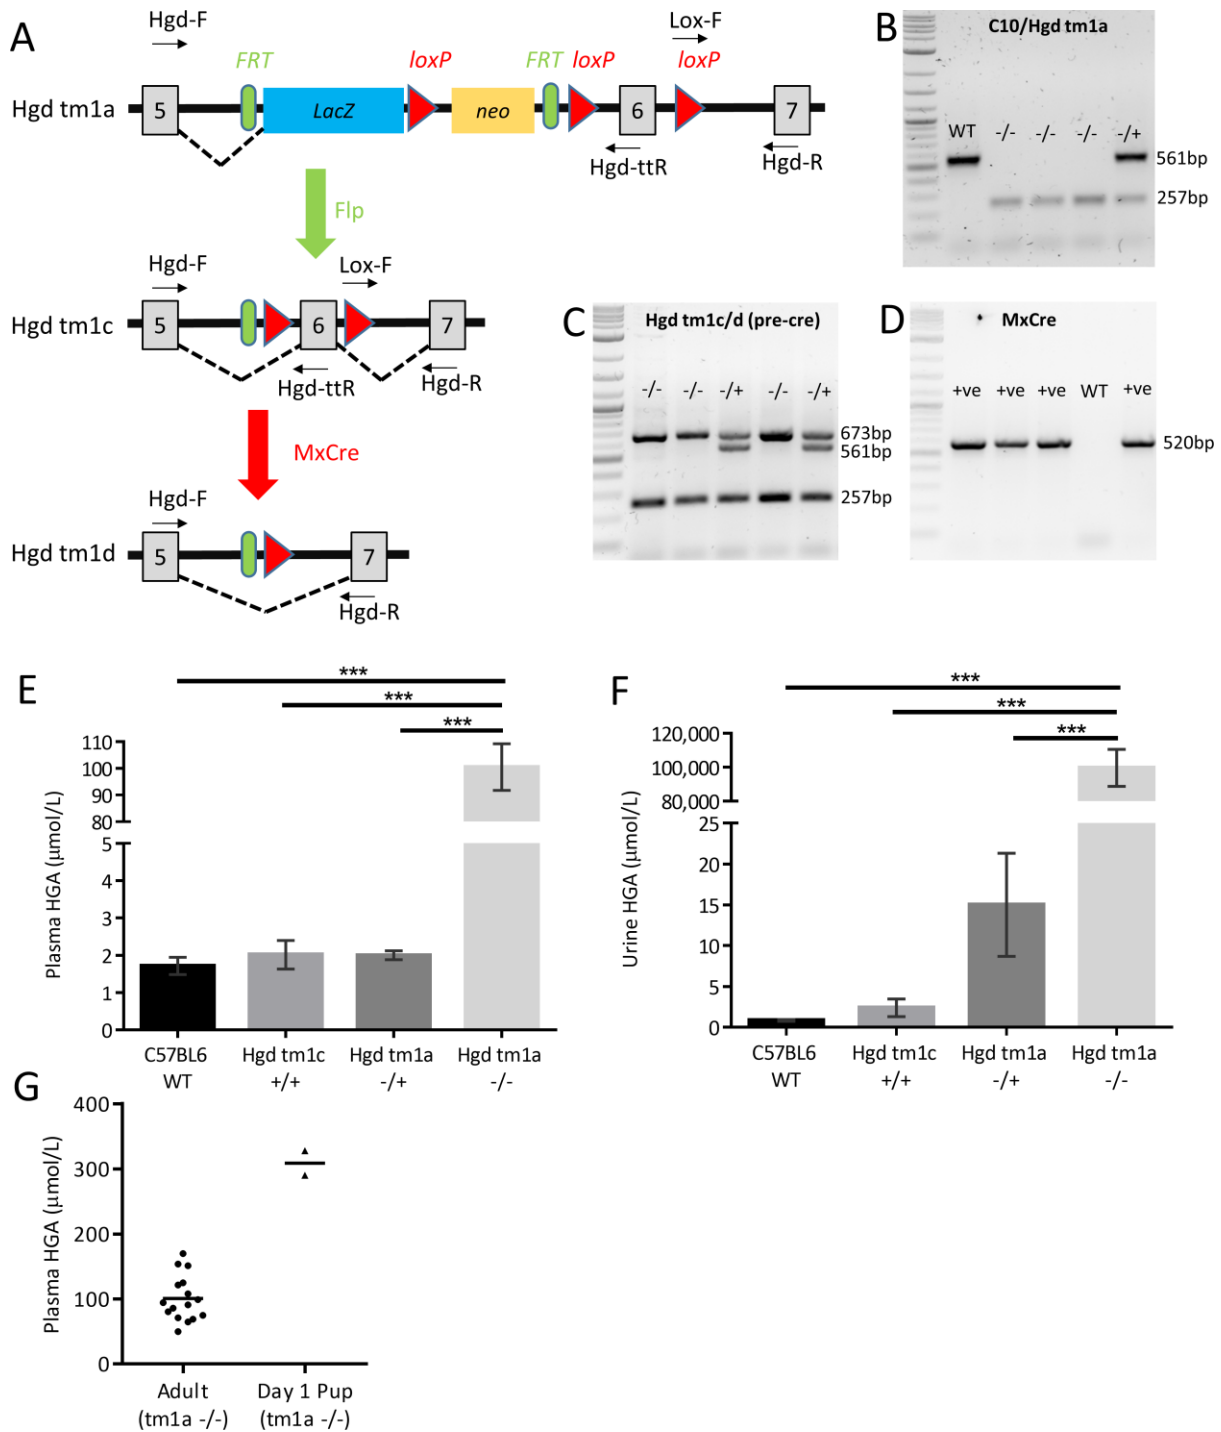 A
Hgd-F
Lox-F
FRT
loxP
FRT
loxP
loxP
Hgd tm1a
5
LacZ
neo
6
7
Hgd-ttR
Hgd-R
Flp
Hgd-F
Lox-F
Hgd tm1c
5
6
7
Hgd-ttR
Hgd-R
MxCre
Hgd-F
Hgd tm1d
5
7
Hgd-R
B
C10/Hgd tm1a
WT -/- -/- -/- -/+
561bp
257bp
C
Hgd tm1c/d (pre-cre)
-/- -/- -/+ -/- -/+
673bp
561bp
257bp
D
MxCre
+ve +ve +ve WT +ve
520bp
E
***
***
***
Plasma HGA (µmol/L)
110
100
90
80
5
4
3
2
1
0
C57BL6 WT
Hgd tm1c +/+
Hgd tm1a -/+
Hgd tm1a -/-
F
***
***
***
Urine HGA (µmol/L)
120,000
100,000
80,000
25
20
15
10
5
0
C57BL6 WT
Hgd tm1c +/+
Hgd tm1a -/+
Hgd tm1a -/-
G
Plasma HGA (µmol/L)
400
300
200
100
0
Adult (tm1a -/-)
Day 1 Pup (tm1a -/-)